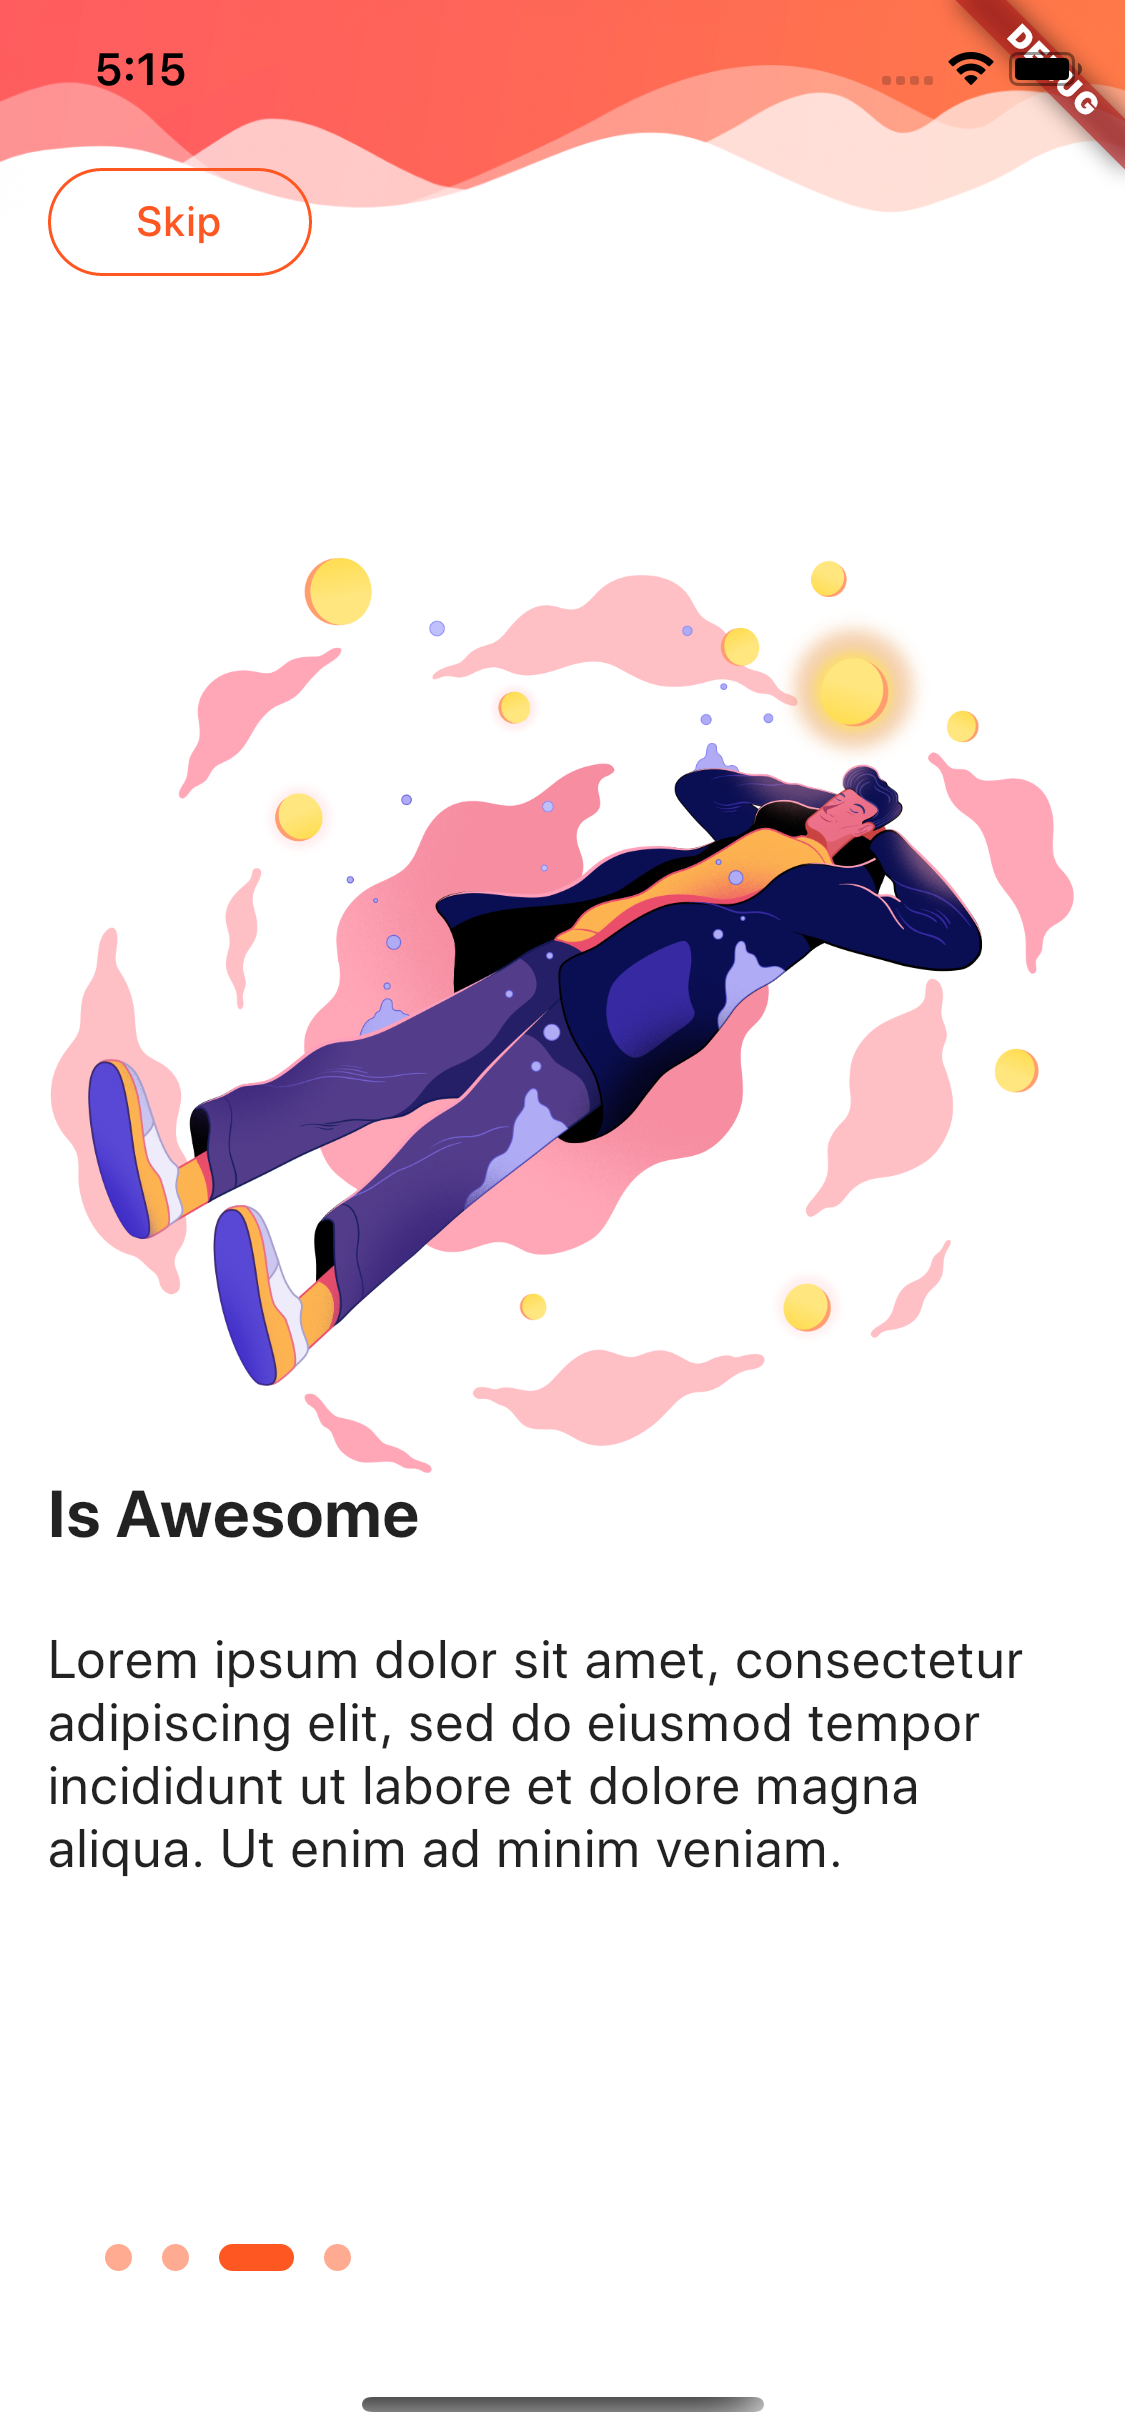 5:15
DEBUG
Skip
Is Awesome
Lorem ipsum dolor sit amet, consectetur
adipiscing elit, sed do eiusmod tempor
incididunt ut labore et dolore magna
aliqua. Ut enim ad minim veniam.